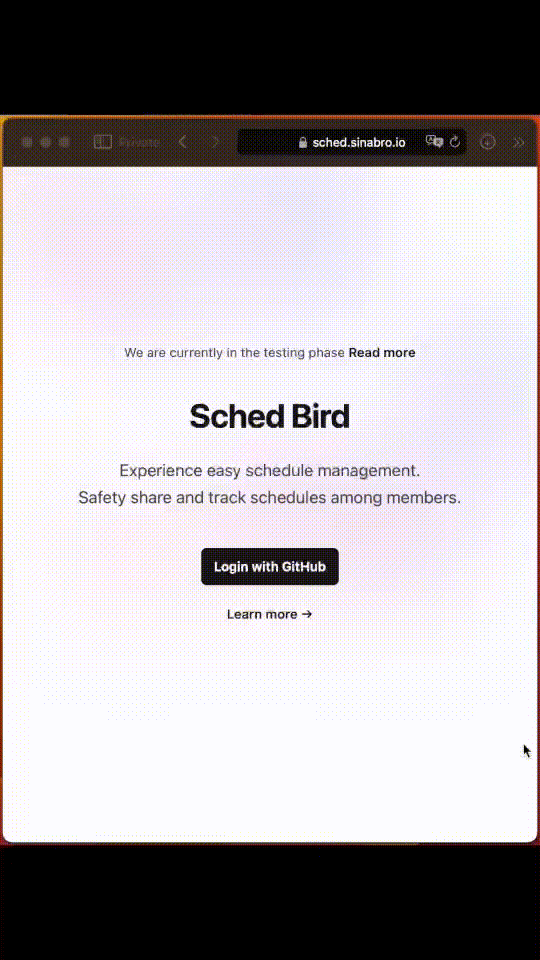 Private
sched.sinabro.io
We are currently in the testing phase Read more
Sched Bird
Experience easy schedule management.
Safety share and track schedules among members.
Login with GitHub
Learn more →